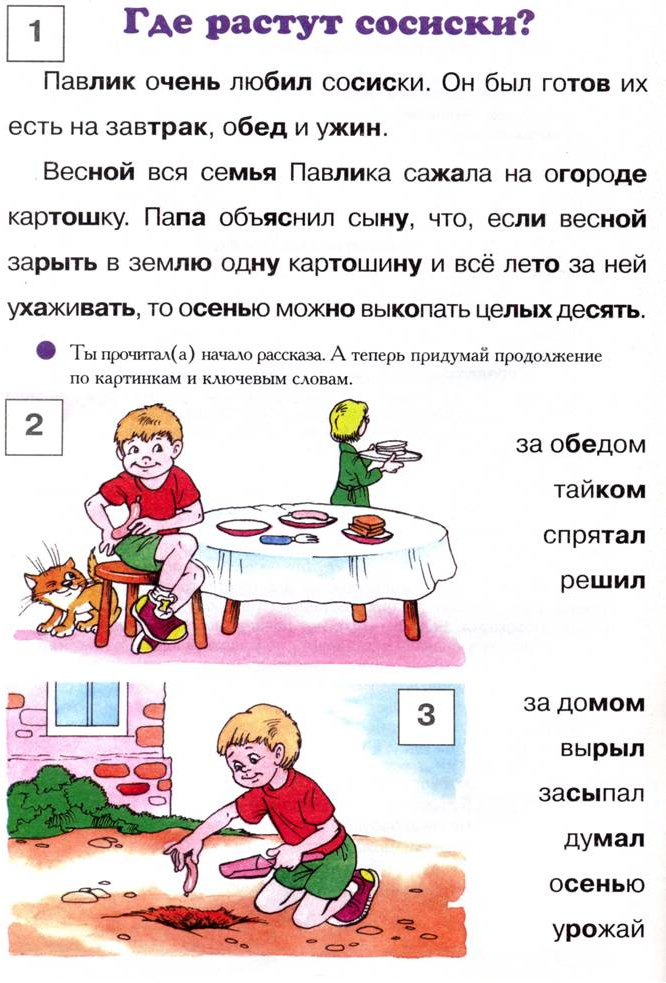 1
Где растут сосиски?
Павлик очень любил сосиски. Он был готов их
есть на завтрак, обед и ужин.
Весной вся семья Павлика сажала на огороде
картошку. Папа объяснил сыну, что, если весной
зарыть в землю одну картошину и всё лето за ней
ухаживать, то осенью можно выкопать целых десять.
Ты прочитал(а) начало рассказа. А теперь придумай продолжение
по картинкам и ключевым словам.
2
за обедом
тайком
спрятал
решил
3
за домом
вырыл
засыпал
думал
осенью
урожай